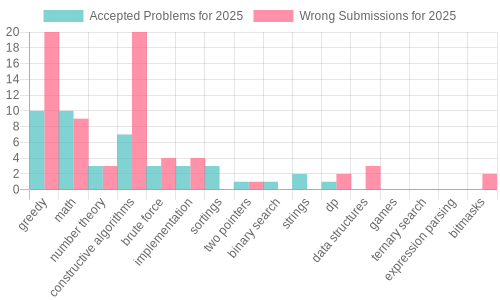 Accepted Problems for 2025 Wrong Submissions for 2025
20
18
16
14
12
10
8
6
4
2
0
greedy
math
number theory
constructive algorithms
brute force
implementation
sortings
two pointers
binary search
strings
dp
data structures
games
ternary search
expression parsing
bitmasks